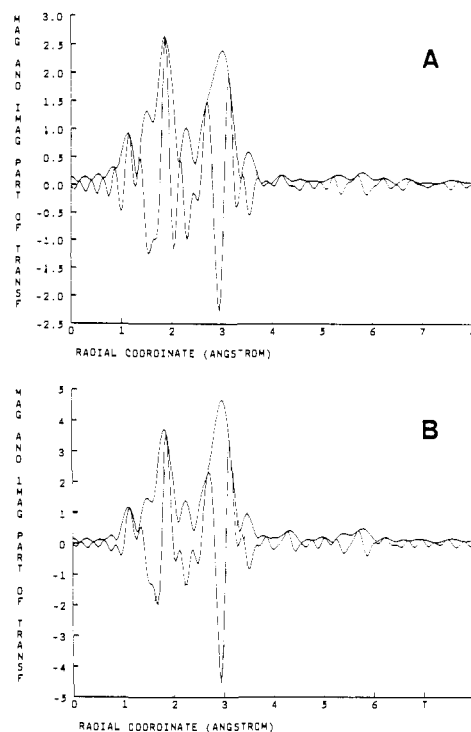 MAG AND IMAG PART OF TRANSF
A
3.0
2.5
2.0
1.5
1.0
0.5
0.0
-0.5
-1.0
-1.5
-2.0
-2.5
0 1 2 3 4 5 6 7 8
RADIAL COORDINATE (ANGSTROM)
MAG AND IMAG PART OF TRANSF
B
5
4
3
2
1
0
-1
-2
-3
-4
-5
0 1 2 3 4 5 6 7 8
RADIAL COORDINATE (ANGSTROM)